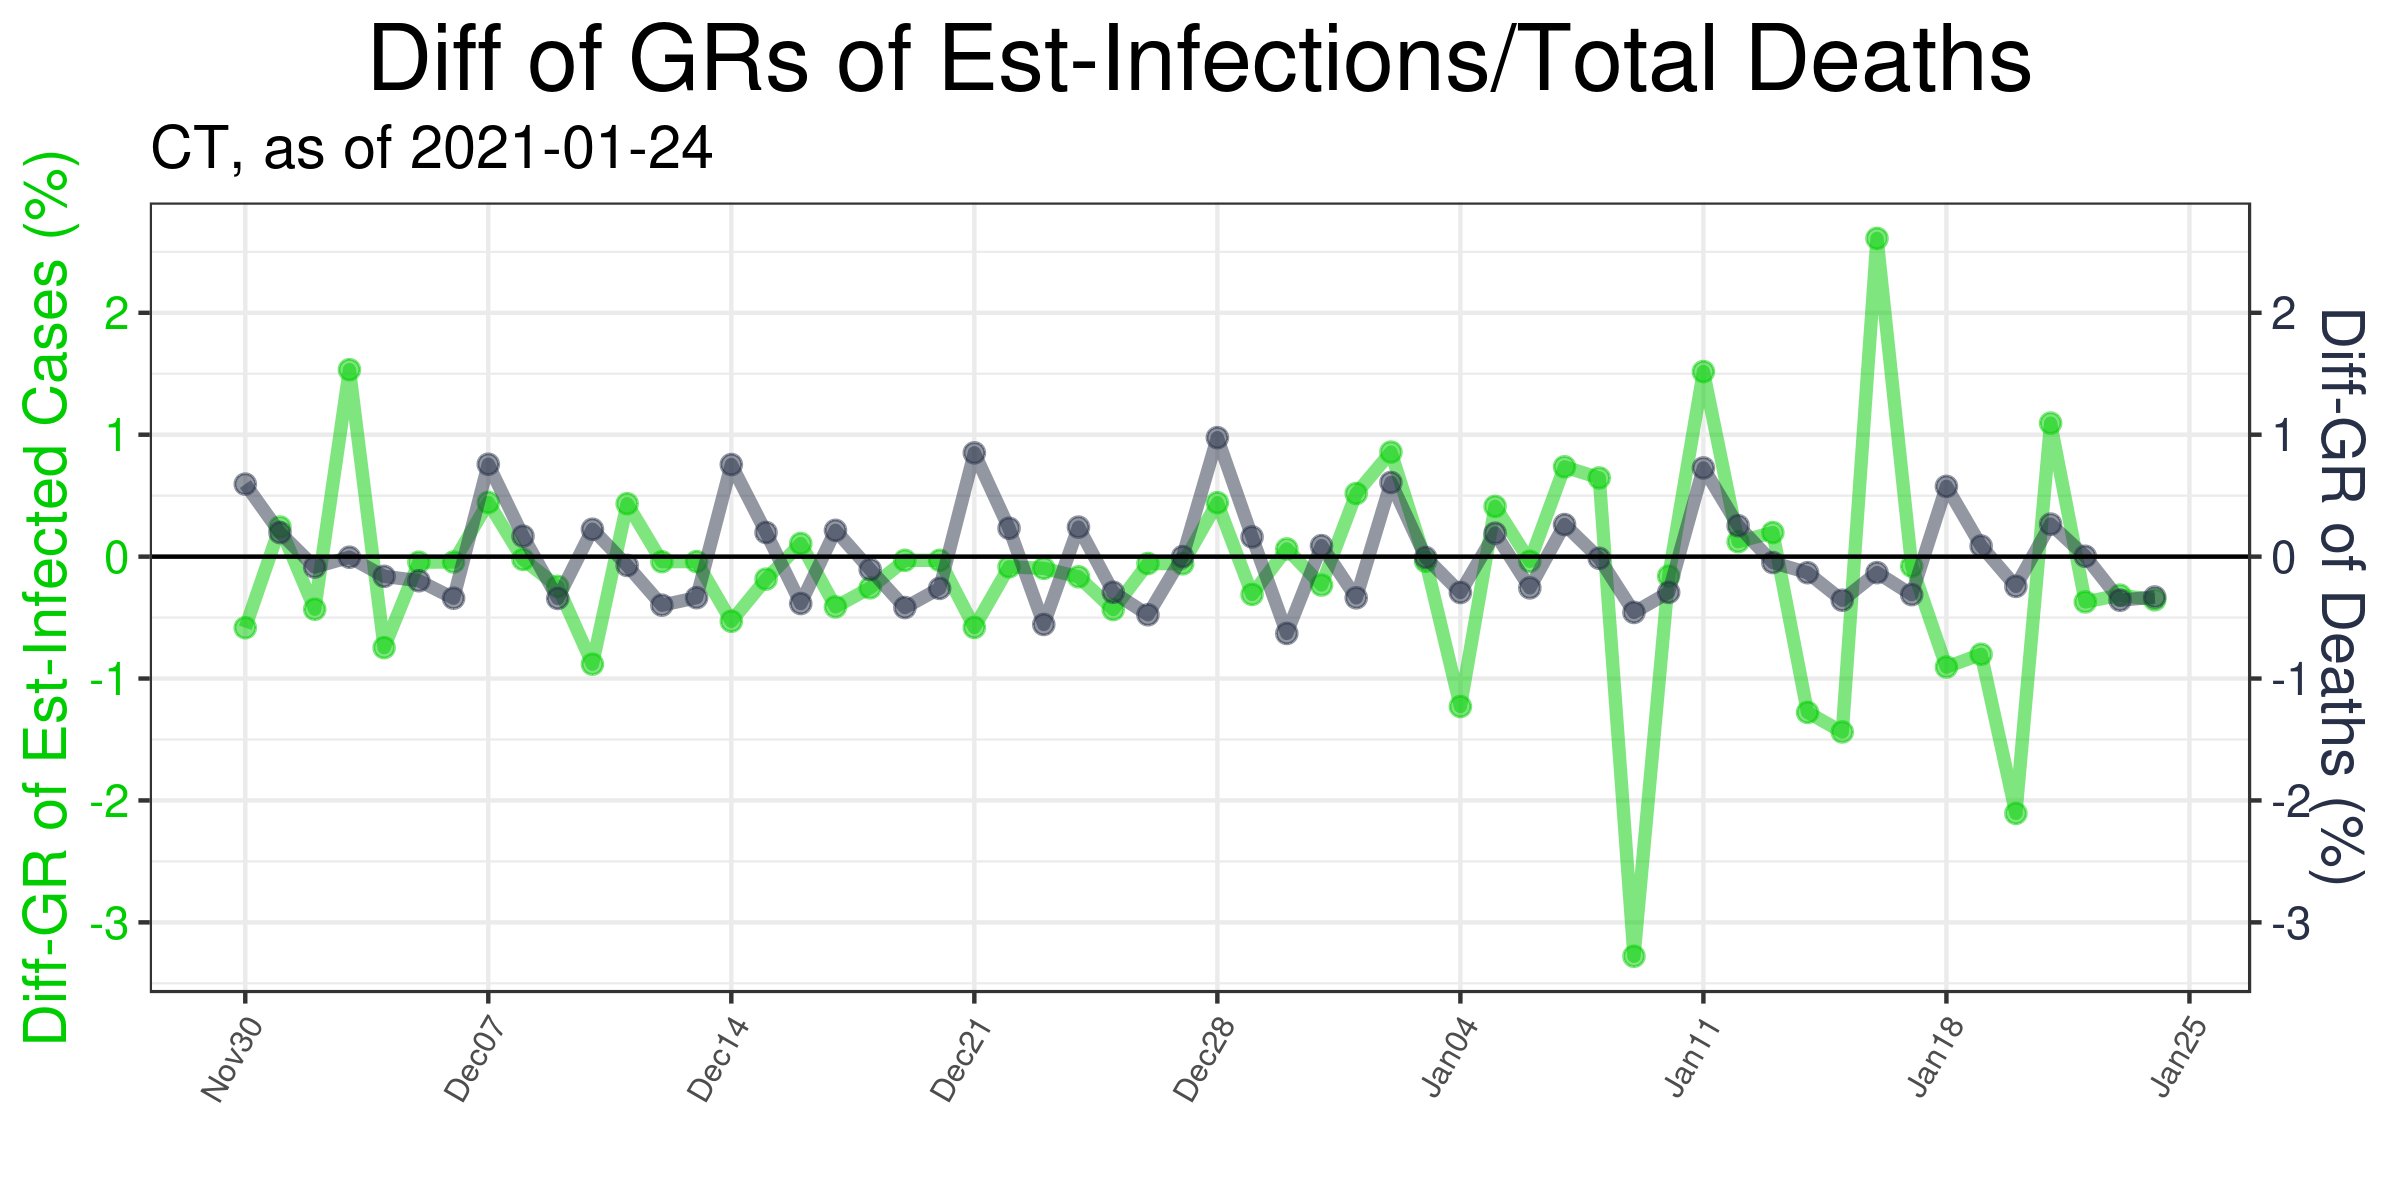 Diff of GRs of Est-Infections/Total Deaths
CT, as of 2021-01-24
Diff-GR of Est-Infected Cases (%)
2
1
0
-1
-2
-3
2
1
0
-1
-2
-3
Diff-GR of Deaths (%)
Nov30
Dec07
Dec14
Dec21
Dec28
Jan04
Jan11
Jan18
Jan25